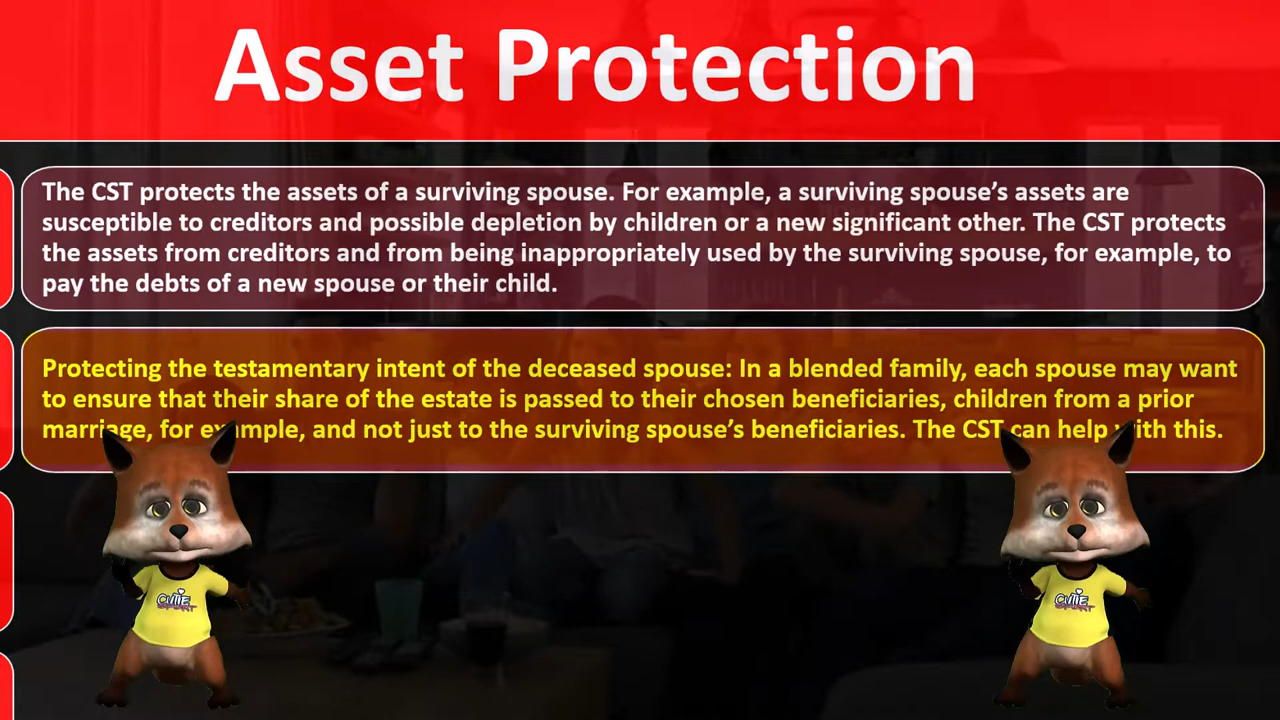 Asset Protection
The CST protects the assets of a surviving spouse. For example, a surviving spouse’s assets are
susceptible to creditors and possible depletion by children or a new significant other. The CST protects
the assets from creditors and from being inappropriately used by the surviving spouse, for example, to
pay the debts of a new spouse or their child.
Protecting the testamentary intent of the deceased spouse: In a blended family, each spouse may want
to ensure that their share of the estate is passed to their chosen beneficiaries, children from a prior
marriage, for example, and not just to the surviving spouse’s beneficiaries. The CST can help with this.
CUTIE
CUTIE